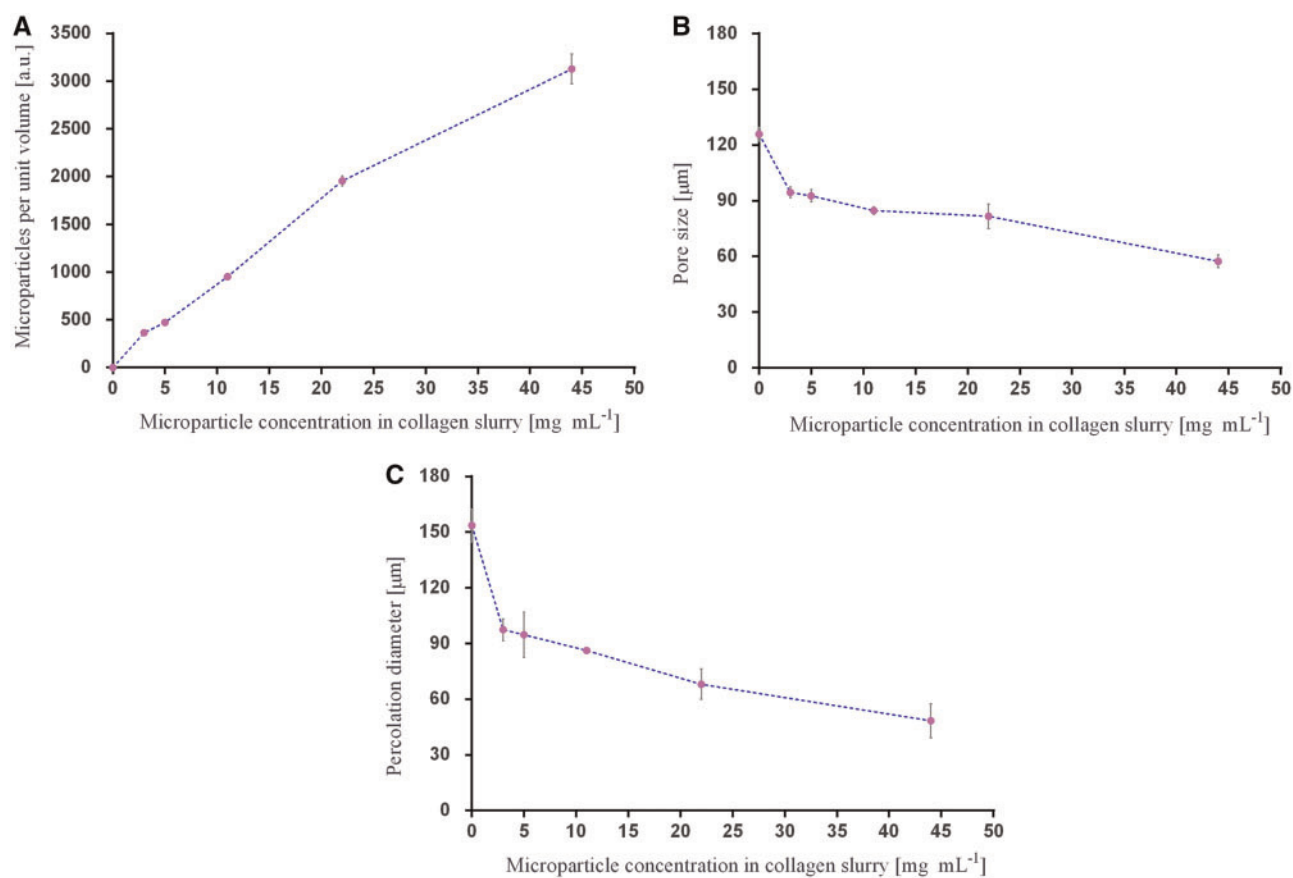 A
Microparticles per unit volume [a.u.]
3500
3000
2500
2000
1500
1000
500
0
0 5 10 15 20 25 30 35 40 45 50
Microparticle concentration in collagen slurry [mg mL-1]
B
Pore size [μm]
180
150
120
90
60
30
0
0 5 10 15 20 25 30 35 40 45 50
Microparticle concentration in collagen slurry [mg mL-1]
C
Percolation diameter [μm]
180
150
120
90
60
30
0
0 5 10 15 20 25 30 35 40 45 50
Microparticle concentration in collagen slurry [mg mL-1]